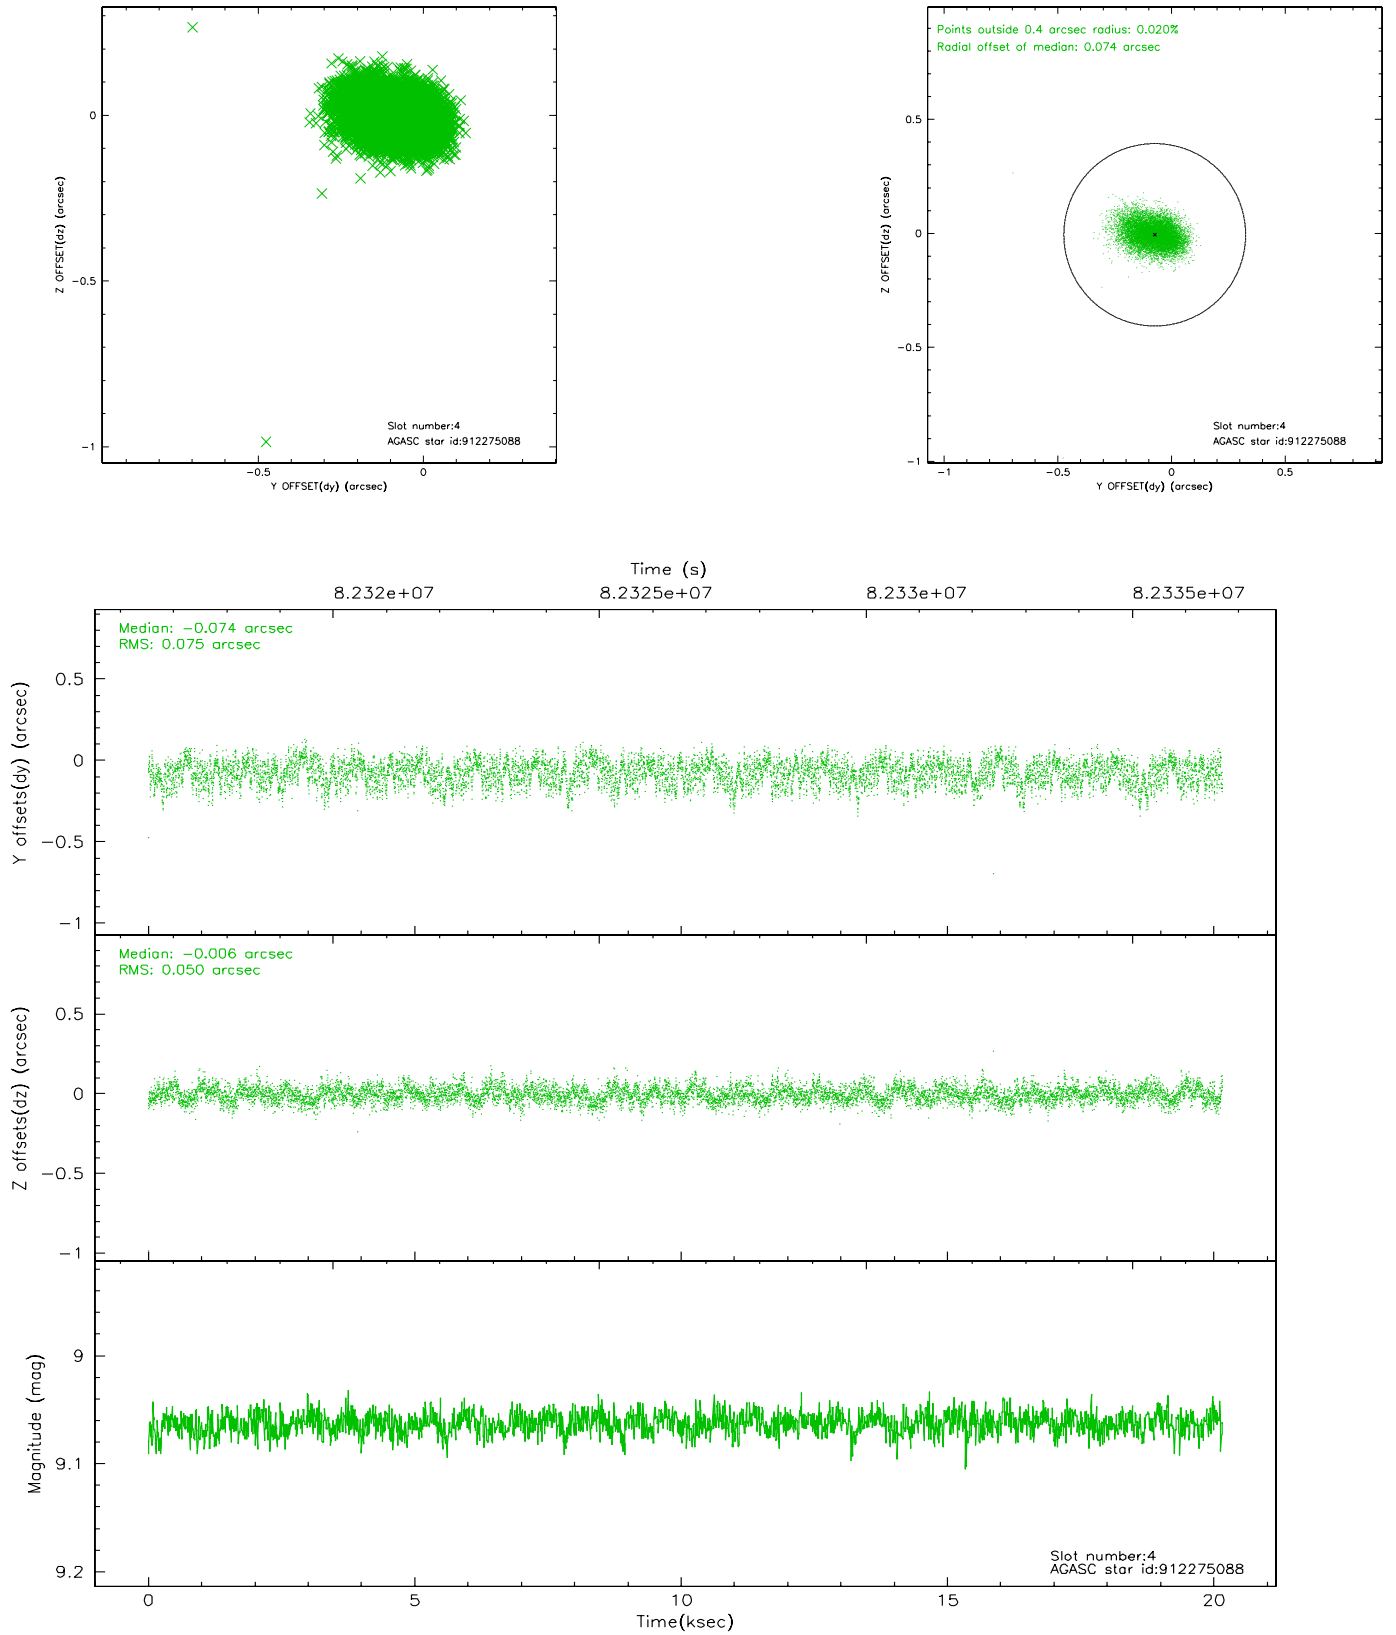 0
−0.5
−1
−0.5
0
Z OFFSET(dz) (arcsec)
Y OFFSET(dy) (arcsec)
Slot number:4
AGASC star id:912275088
Points outside 0.4 arcsec radius: 0.020%
Radial offset of median: 0.074 arcsec
0.5
0
−0.5
−1
−1
−0.5
0
0.5
Z OFFSET(dz) (arcsec)
Y OFFSET(dy) (arcsec)
Slot number:4
AGASC star id:912275088
Time (s)
8.232e+07
8.2325e+07
8.233e+07
8.2335e+07
Median: −0.074 arcsec
RMS: 0.075 arcsec
0.5
0
−0.5
−1
Y offsets(dy) (arcsec)
Median: −0.006 arcsec
RMS: 0.050 arcsec
0.5
0
−0.5
−1
Z offsets(dz) (arcsec)
9
9.1
9.2
Magnitude (mag)
Slot number:4
AGASC star id:912275088
0
5
10
15
20
Time(ksec)